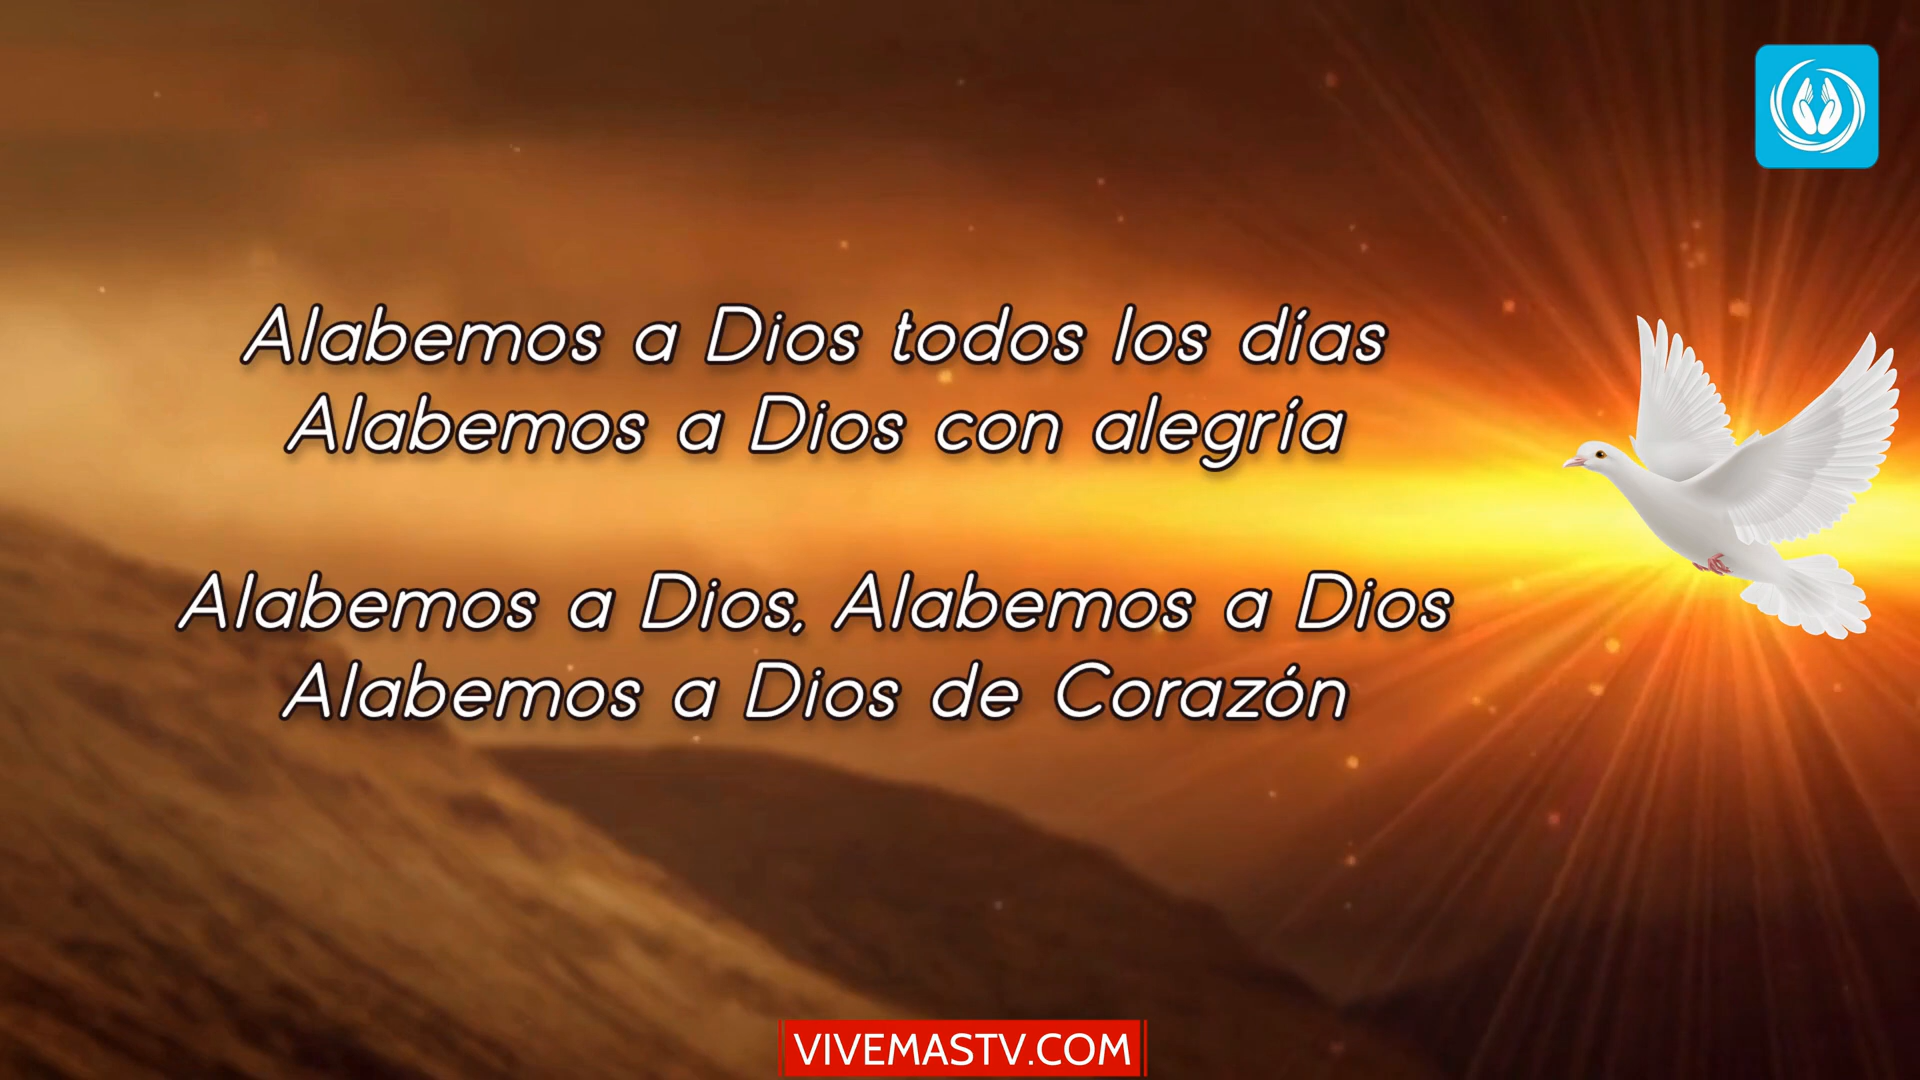 Alabemos a Dios todos los días
Alabemos a Dios con alegría
Alabemos a Dios, Alabemos a Dios
Alabemos a Dios de Corazón
VIVEMASTV.COM